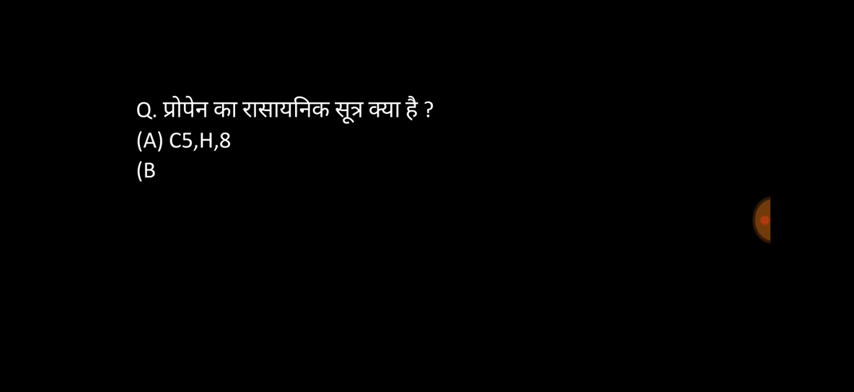 Q. प्रोपेन का रासायनिक सूत्र क्या है ?
(A) C5,H,8
(B